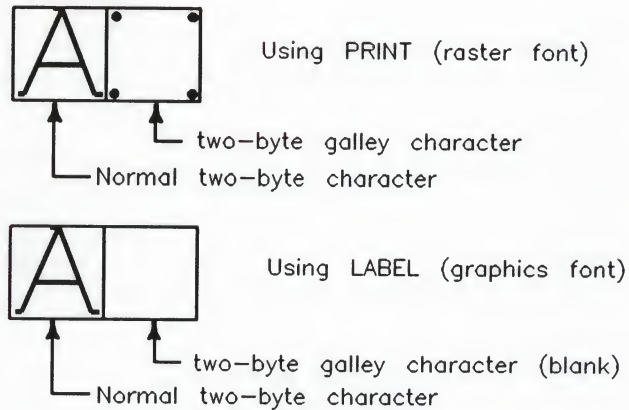 A
Using PRINT (raster font)
two-byte galley character
Normal two-byte character
A
Using LABEL (graphics font)
two-byte galley character (blank)
Normal two-byte character